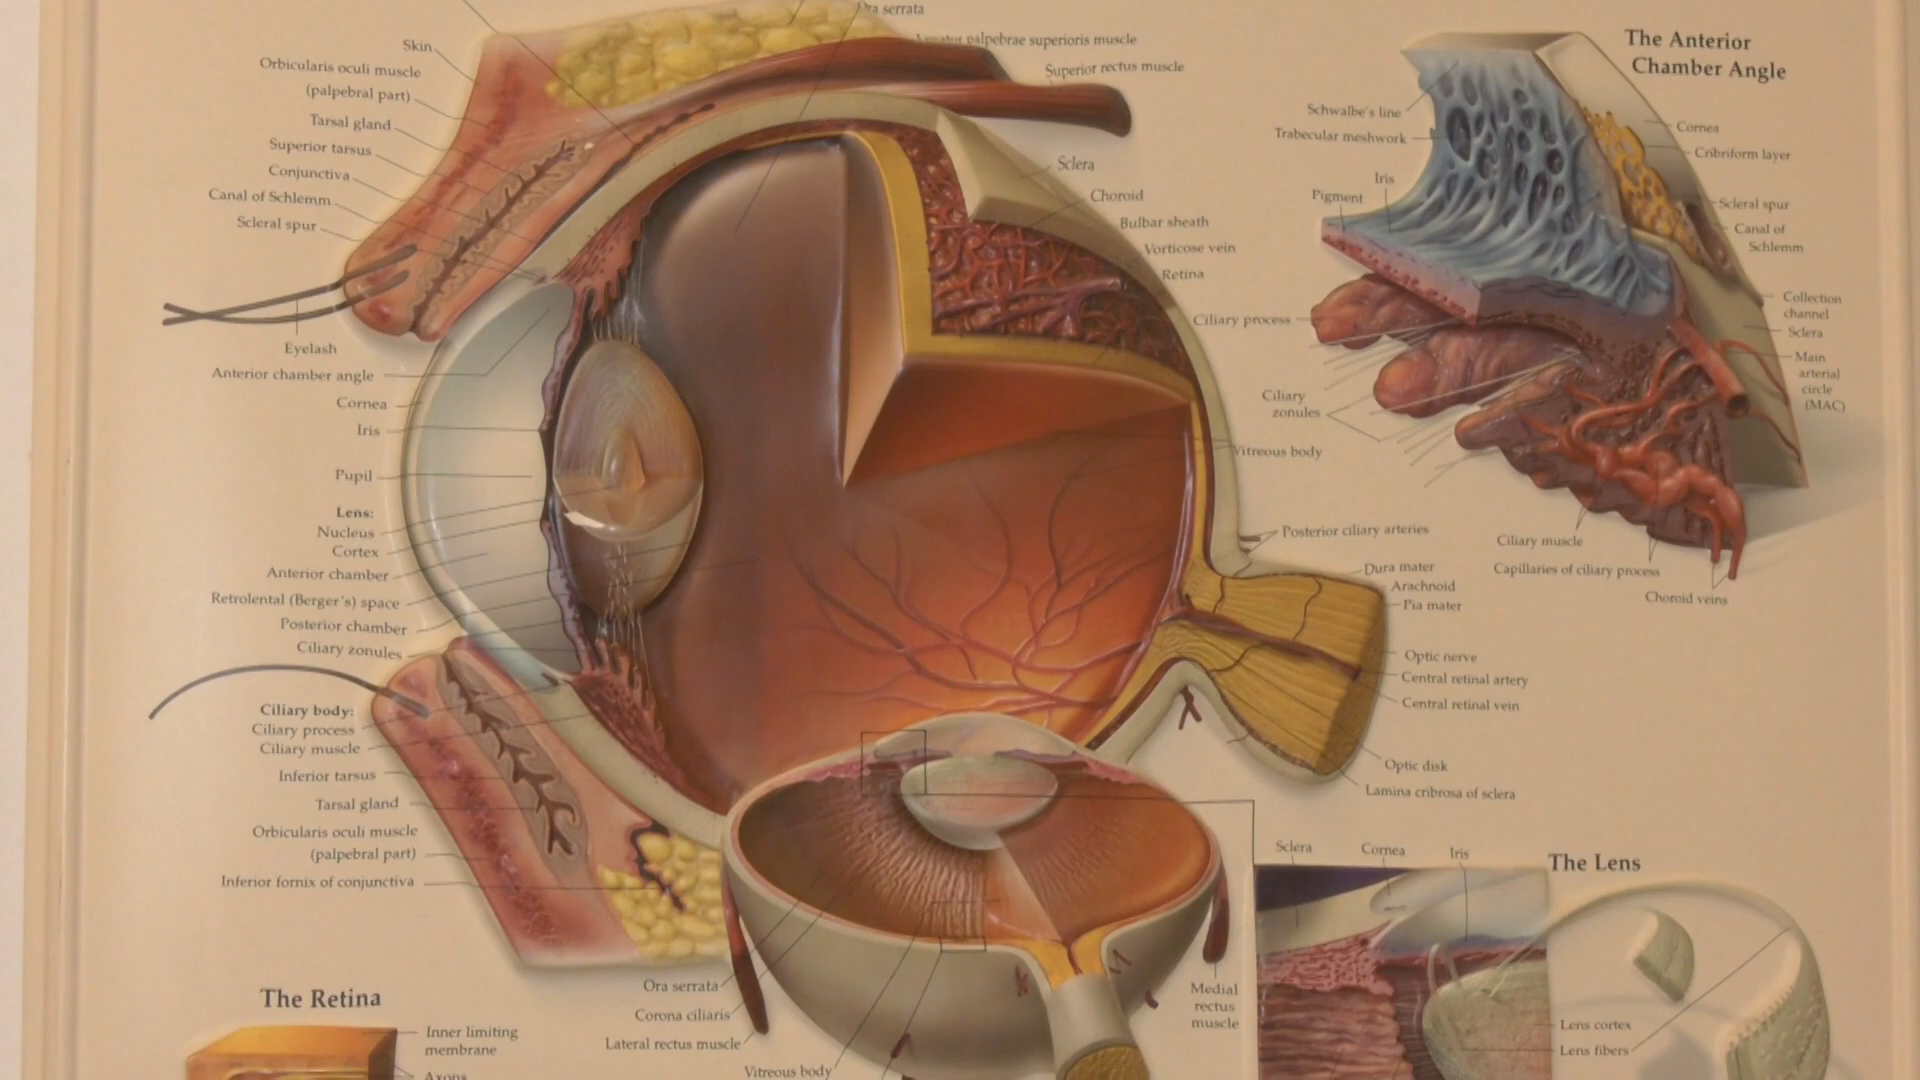 Ora serrata
palpebrae superioris muscle
Superior rectus muscle
Skin
Orbicularis oculi muscle
(palpebral part)
Tarsal gland
Superior tarsus
Conjunctiva
Canal of Schlemm
Scleral spur
Eyelash
Anterior chamber angle
Cornea
Iris
Pupil
Lens:
Nucleus
Cortex
Anterior chamber
Retrolental (Berger's) space
Posterior chamber
Ciliary zonules
Ciliary body:
Ciliary process
Ciliary muscle
Inferior tarsus
Tarsal gland
Orbicularis oculi muscle
(palpebral part)
Inferior fornix of conjunctiva
Sclera
Choroid
Bulbar sheath
Vorticose vein
Retina
Vitreous body
Posterior ciliary arteries
Dura mater
Arachnoid
Pia mater
Optic nerve
Central retinal artery
Central retinal vein
Optic disk
Lamina cribrosa of sclera
The Anterior
Chamber Angle
Schwalbe's line
Trabecular meshwork
Iris
Pigment
Ciliary process
Ciliary
zonules
Cornea
Cribriform layer
Scleral spur
Canal of
Schlemm
Collection
channel
Sclera
Main
arterial
circle
(MAC)
Ciliary muscle
Capillaries of ciliary process
Choroid veins
The Retina
Inner limiting
membrane
Axons
Ora serrata
Corona ciliaris
Lateral rectus muscle
Vitreous body
Medial
rectus
muscle
Sclera
Cornea
Iris
The Lens
Lens cortex
Lens fibers